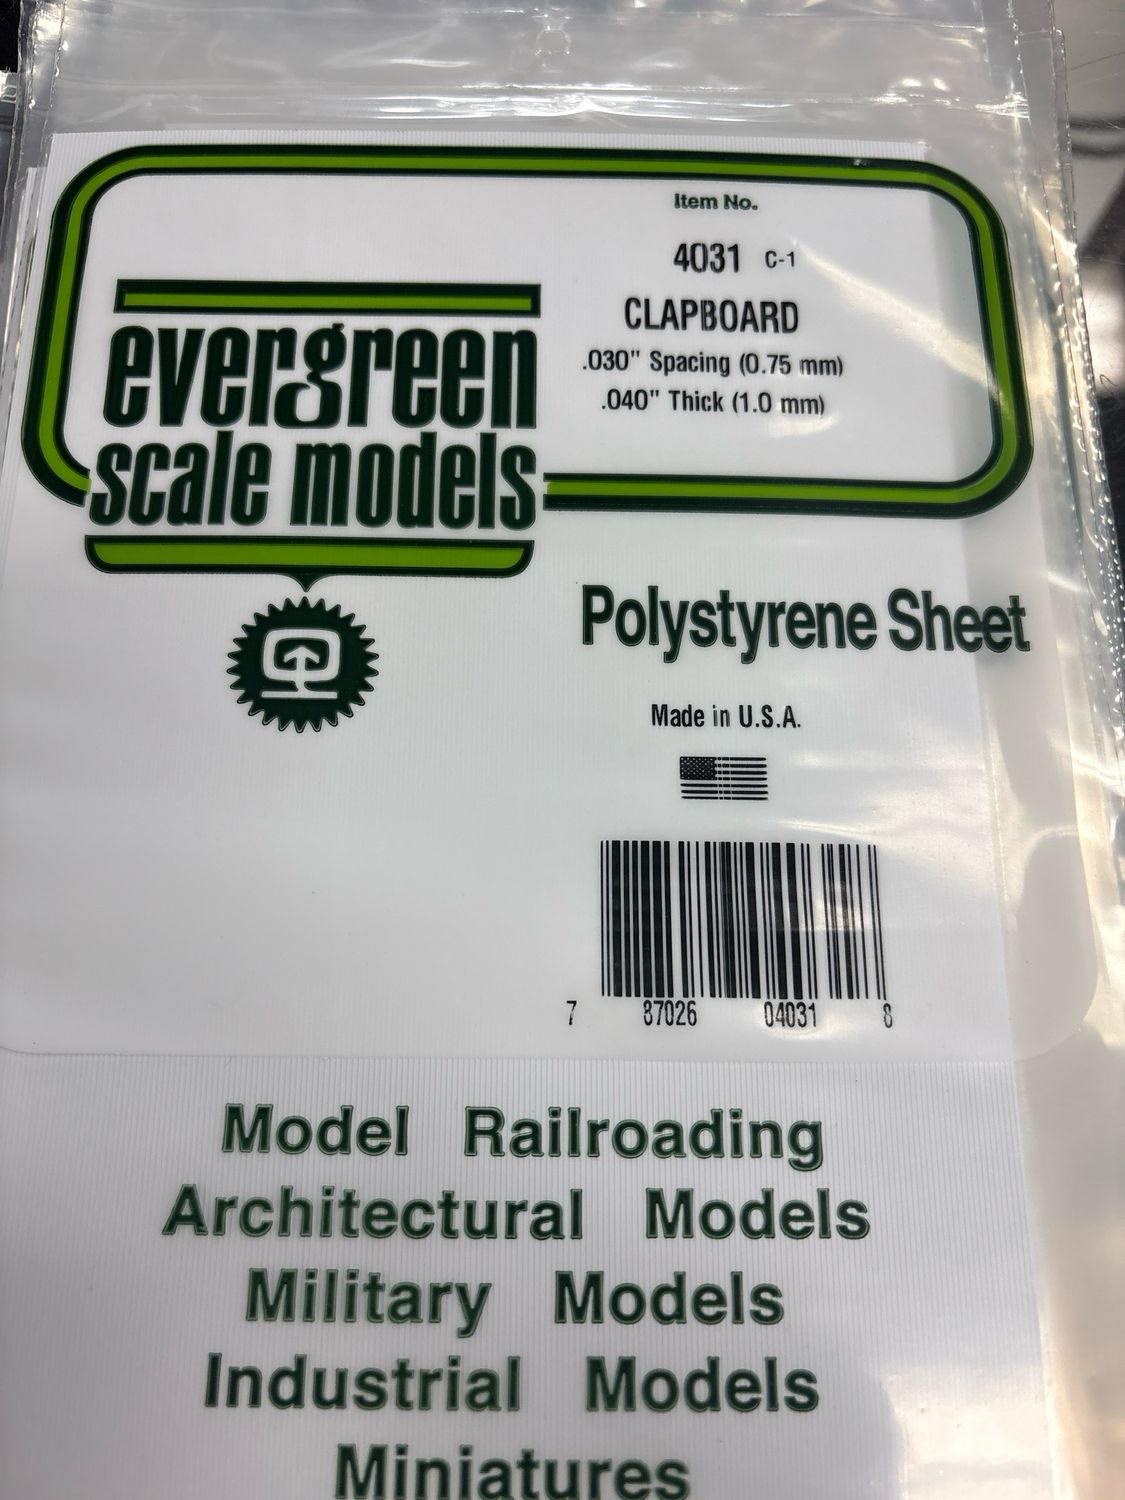 Item No.
4031 C-1
CLAPBOARD
.030" Spacing (0.75 mm)
.040" Thick (1.0 mm)
evergreen
scale models
Polystyrene Sheet
Made in U.S.A.
7 87026 04031 8
Model Railroading
Architectural Models
Military Models
Industrial Models
Miniatures